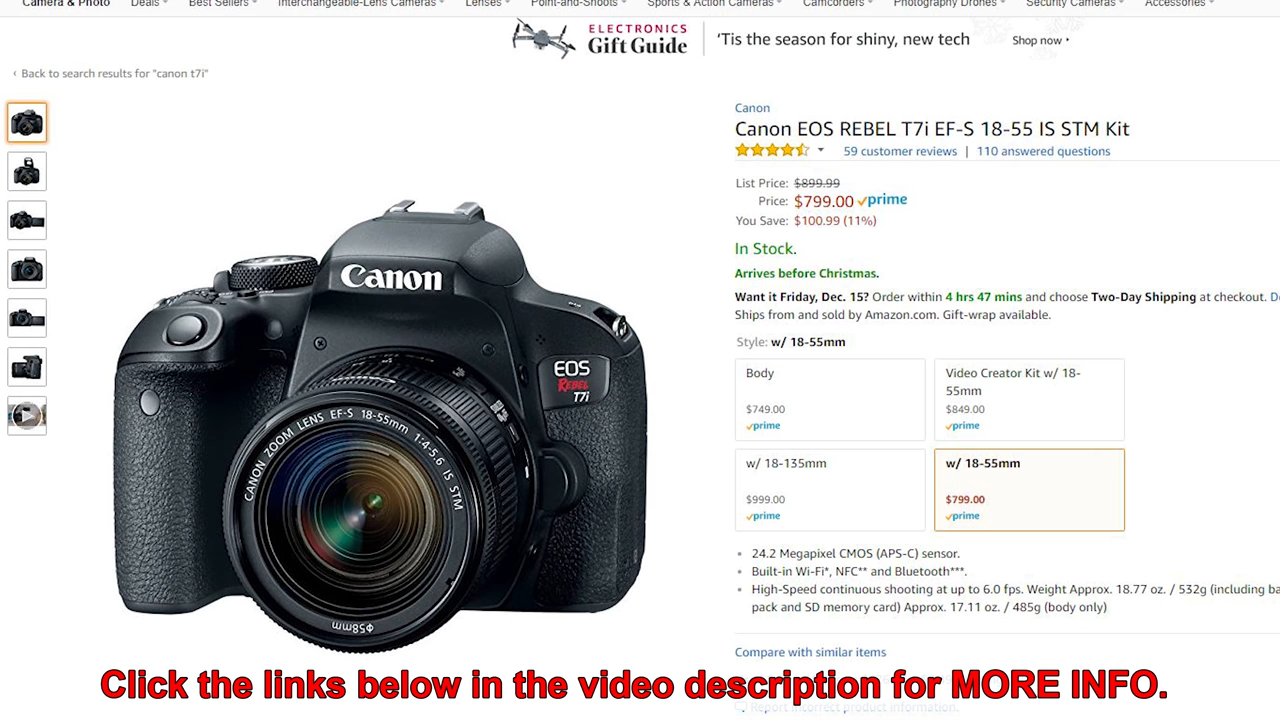 Camera & Photo Deals Best Sellers Interchangeable-Lens Cameras Lenses Point-and-Shoots Sports & Action Cameras Camcorders Photography Drones Security Cameras Accessories
ELECTRONICS
Gift Guide
'Tis the season for shiny, new tech
Shop now
‹ Back to search results for "canon t7i"
Canon
Canon EOS REBEL T7i EF-S 18-55 IS STM Kit
59 customer reviews | 110 answered questions
List Price: $899.99
Price: $799.00 prime
You Save: $100.99 (11%)
In Stock.
Arrives before Christmas.
Want it Friday, Dec. 15? Order within 4 hrs 47 mins and choose Two-Day Shipping at checkout.
Ships from and sold by Amazon.com. Gift-wrap available.
Style: w/ 18-55mm
Body
$749.00
prime
Video Creator Kit w/ 18-
55mm
$849.00
prime
w/ 18-135mm
$999.00
prime
w/ 18-55mm
$799.00
prime
24.2 Megapixel CMOS (APS-C) sensor.
Built-in Wi-Fi*, NFC** and Bluetooth***.
High-Speed continuous shooting at up to 6.0 fps. Weight Approx. 18.77 oz. / 532g (including
pack and SD memory card) Approx. 17.11 oz. / 485g (body only)
Compare with similar items
Report incorrect product information.
Canon
EOS
REBEL
T7i
CANON ZOOM LENS EF-S 18-55mm 1:4-5.6 IS STM
ϕ58mm
Click the links below in the video description for MORE INFO.